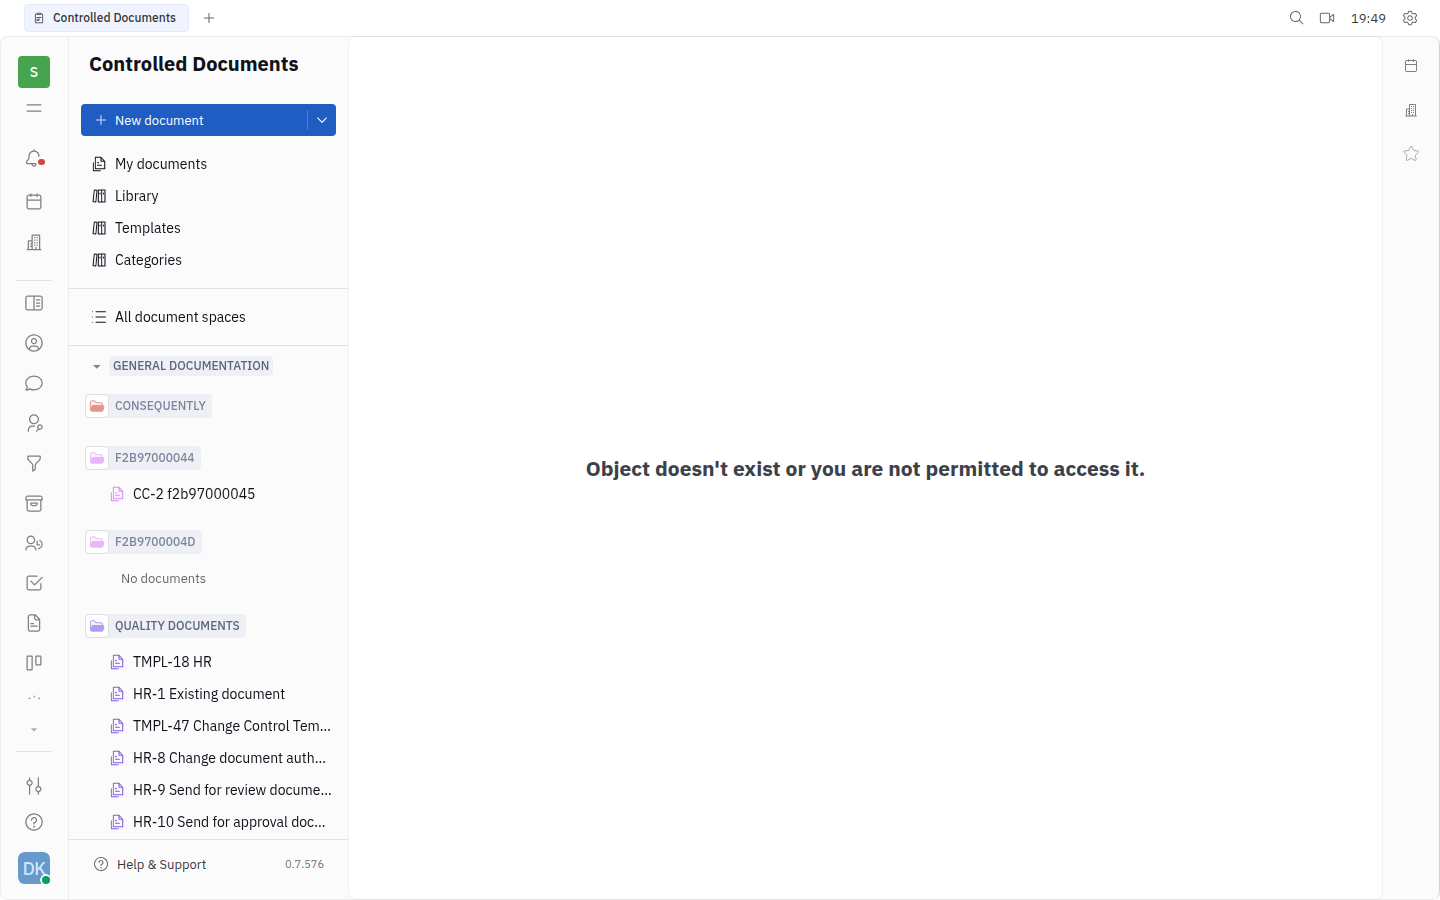 Controlled Documents
19:49
S
Controlled Documents
New document
My documents
Library
Templates
Categories
All document spaces
GENERAL DOCUMENTATION
CONSEQUENTLY
F2B97000044
CC-2 f2b97000045
F2B9700004D
No documents
QUALITY DOCUMENTS
TMPL-18 HR
HR-1 Existing document
TMPL-47 Change Control Tem...
HR-8 Change document auth...
HR-9 Send for review docume...
HR-10 Send for approval doc...
Help & Support
0.7.576
DK
Object doesn't exist or you are not permitted to access it.